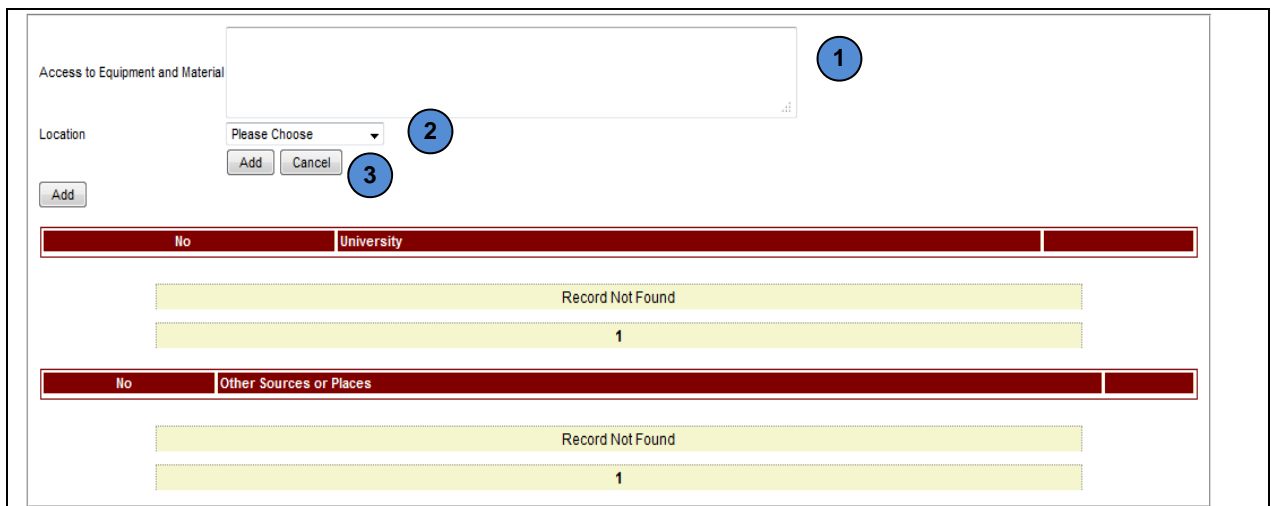 1
Access to Equipment and Material
Location Please Choose 2
Add Cancel 3
Add
No University
Record Not Found
1
No Other Sources or Places
Record Not Found
1